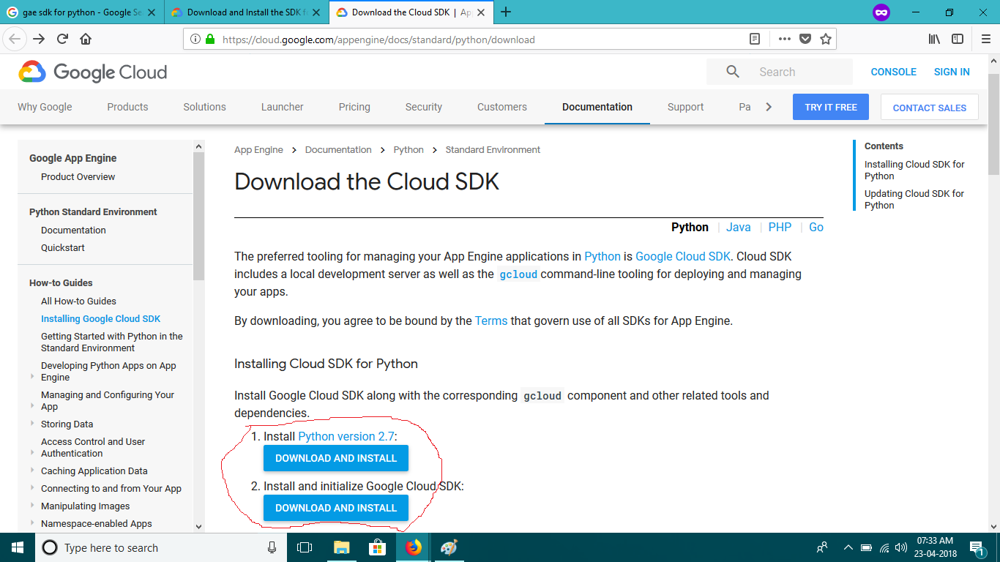 gae sdk for python - Google Se
Download and Install the SDK f
Download the Cloud SDK | Ap
https://cloud.google.com/appengine/docs/standard/python/download
Google Cloud
Search
CONSOLE
SIGN IN
Why Google
Products
Solutions
Launcher
Pricing
Security
Customers
Documentation
Support
Pa
TRY IT FREE
CONTACT SALES
Google App Engine
Product Overview
Python Standard Environment
Documentation
Quickstart
How-to Guides
All How-to Guides
Installing Google Cloud SDK
Getting Started with Python in the
Standard Environment
Developing Python Apps on App
Engine
Managing and Configuring Your
App
Storing Data
Access Control and User
Authentication
Caching Application Data
Connecting to and from Your App
Manipulating Images
Namespace-enabled Apps
App Engine > Documentation > Python > Standard Environment
Download the Cloud SDK
Python | Java | PHP | Go
The preferred tooling for managing your App Engine applications in Python is Google Cloud SDK. Cloud SDK
includes a local development server as well as the gcloud command-line tooling for deploying and managing
your apps.
By downloading, you agree to be bound by the Terms that govern use of all SDKs for App Engine.
Installing Cloud SDK for Python
Install Google Cloud SDK along with the corresponding gcloud component and other related tools and
dependencies.
1. Install Python version 2.7:
DOWNLOAD AND INSTALL
2. Install and initialize Google Cloud SDK:
DOWNLOAD AND INSTALL
Contents
Installing Cloud SDK for
Python
Updating Cloud SDK for
Python
Type here to search
07:33 AM
23-04-2018
1